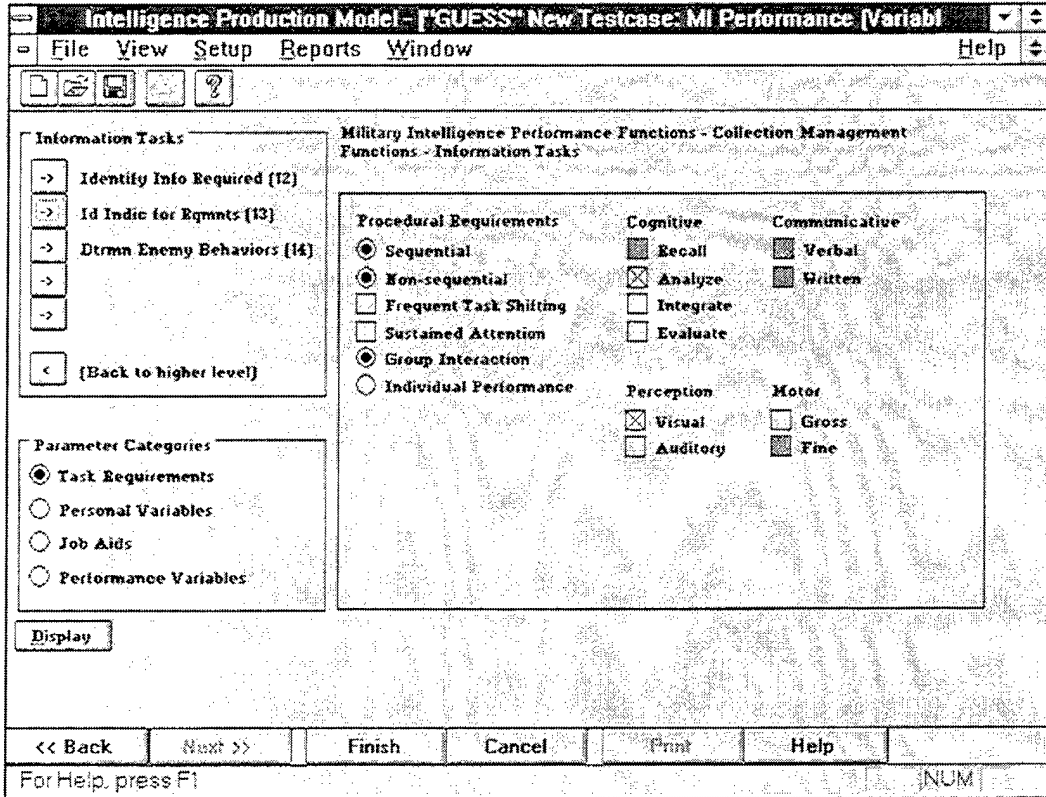 Intelligence Production Model - ["GUESS" New Testcase: MI Performance (Variabl
File View Setup Reports Window Help
Information Tasks
-> Identify Info Required (12)
-> Id Indic for Rqmnts (13)
-> Dtrmn Enemy Behaviors (14)
->
->
< (Back to higher level)
Parameter Categories
Task Requirements
Personal Variables
Job Aids
Performance Variables
Display
Military Intelligence Performance Functions - Collection Management
Functions - Information Tasks
Procedural Requirements
Sequential
Non-sequential
Frequent Task Shifting
Sustained Attention
Group Interaction
Individual Performance
Cognitive
Recall
Analyze
Integrate
Evaluate
Communicative
Verbal
Written
Perception
Visual
Auditory
Motor
Gross
Fine
<< Back Next >> Finish Cancel Print Help
For Help, press F1 NUM